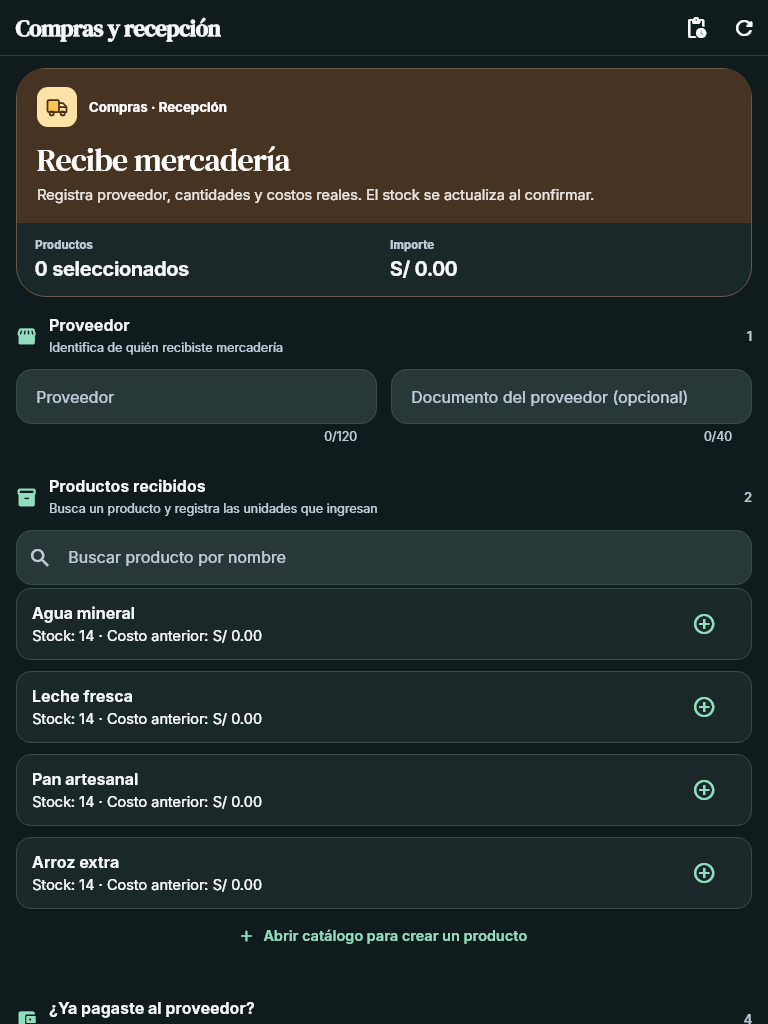 Compras y recepción
Compras · Recepción
Recibe mercadería
Registra proveedor, cantidades y costos reales. El stock se actualiza al confirmar.
Productos
0 seleccionados
Importe
S/ 0.00
Proveedor
Identifica de quién recibiste mercadería
1
Proveedor
0/120
Documento del proveedor (opcional)
0/40
Productos recibidos
Busca un producto y registra las unidades que ingresan
2
Buscar producto por nombre
Agua mineral
Stock: 14 · Costo anterior: S/ 0.00
Leche fresca
Stock: 14 · Costo anterior: S/ 0.00
Pan artesanal
Stock: 14 · Costo anterior: S/ 0.00
Arroz extra
Stock: 14 · Costo anterior: S/ 0.00
Abrir catálogo para crear un producto
¿Ya pagaste al proveedor?
4